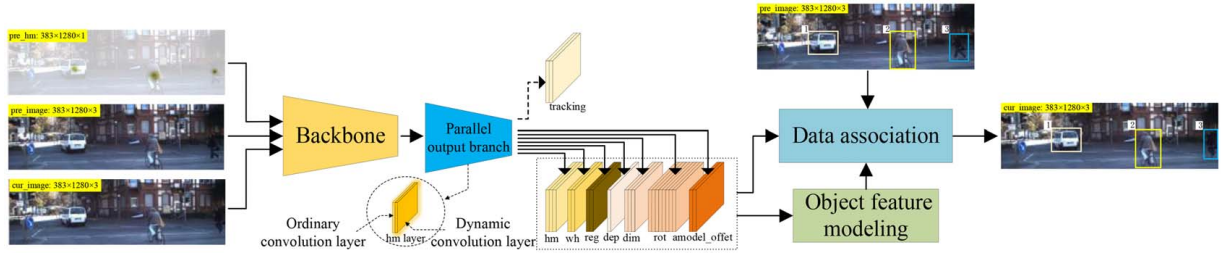 pre_hm: 383×1280×1
pre_image: 383×1280×3
cur_image: 383×1280×3
Backbone
Parallel
output branch
tracking
Ordinary
convolution layer
hm layer
Dynamic
convolution layer
hm wh reg dep dim rot amodel_offet
pre_image: 383×1280×3
1 2 3
Data association
Object feature
modeling
cur_image: 383×1280×3
1 2 3